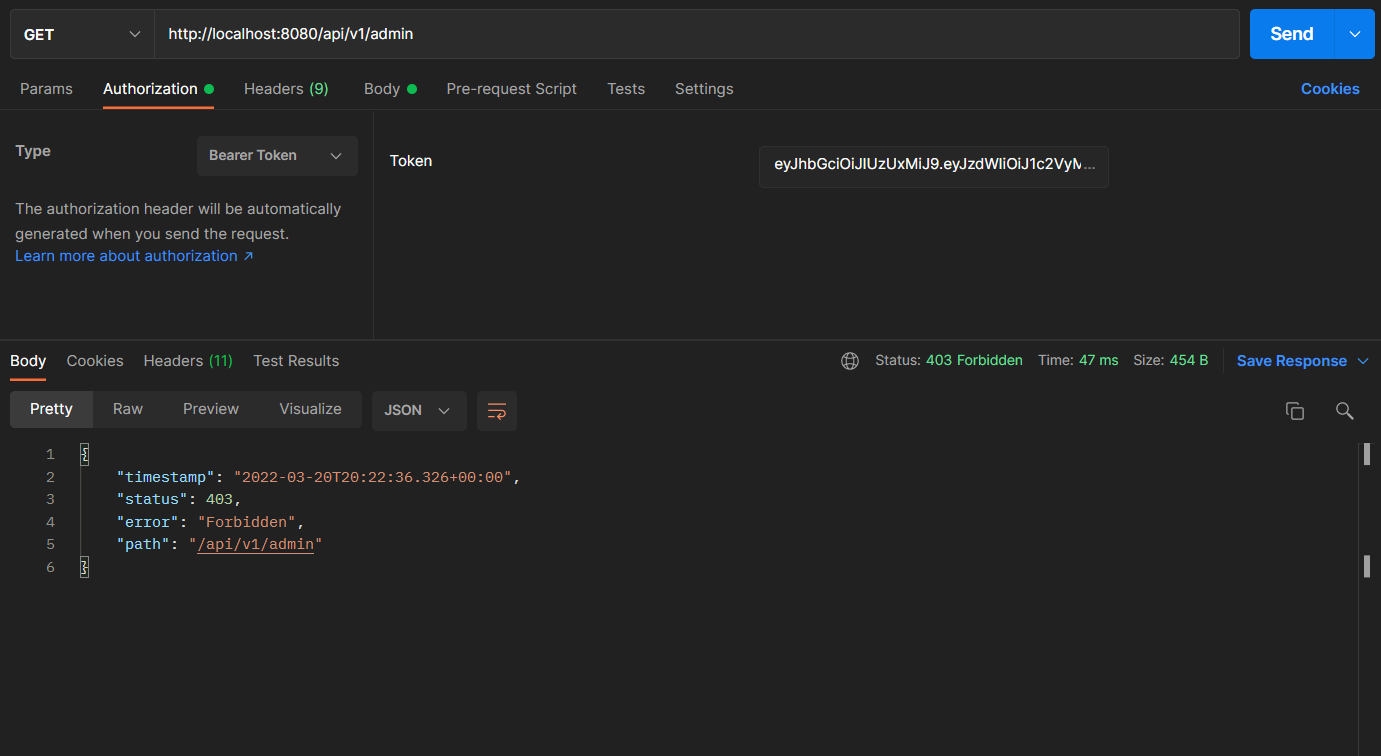 GET http://localhost:8080/api/v1/admin Send
Params Authorization Headers (9) Body Pre-request Script Tests Settings Cookies
Type Bearer Token Token eyJhbGciOiJIUzUxMiJ9.eyJzdWIiOiJ1c2VyM...
The authorization header will be automatically
generated when you send the request.
Learn more about authorization ↗
Body Cookies Headers (11) Test Results Status: 403 Forbidden Time: 47 ms Size: 454 B Save Response
Pretty Raw Preview Visualize JSON
1 {
2 "timestamp": "2022-03-20T20:22:36.326+00:00",
3 "status": 403,
4 "error": "Forbidden",
5 "path": "/api/v1/admin"
6 }